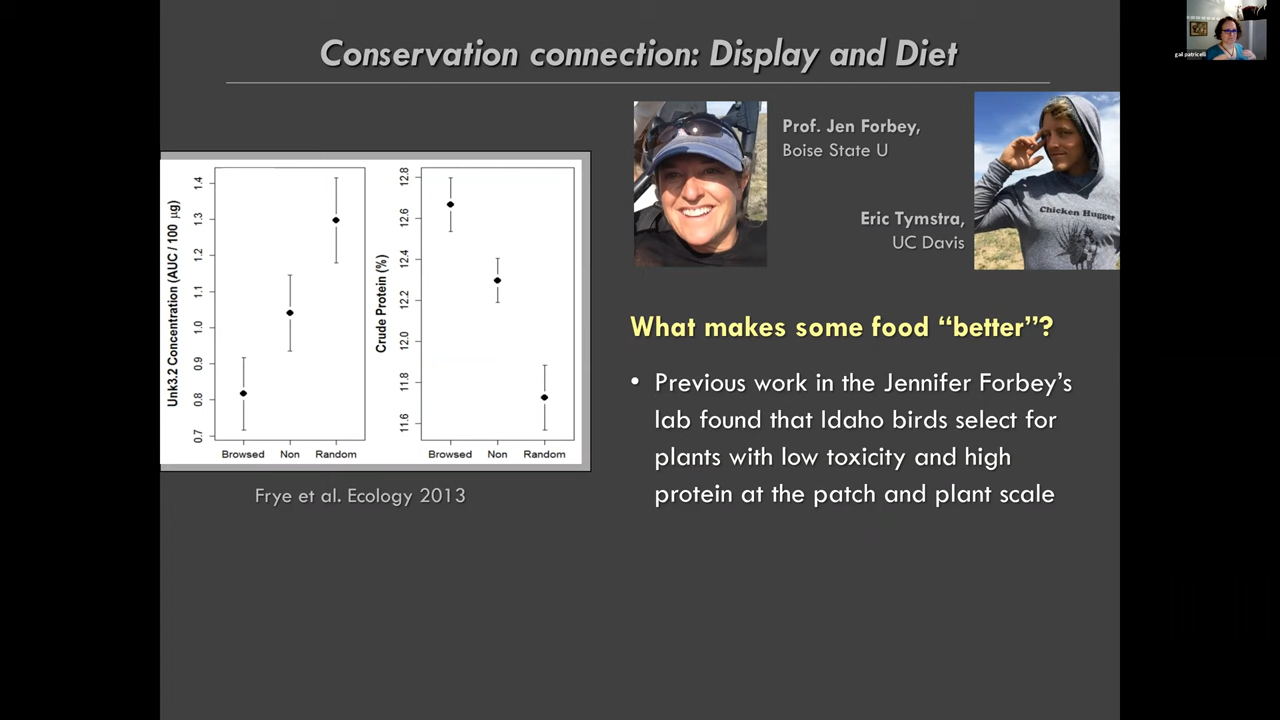 Conservation connection: Display and Diet
gail patricelli
Prof. Jen Forbey,
Boise State U
Eric Tymstra,
UC Davis
Chicken Hugger
Unk3.2 Concentration (AUC / 100 µg)
1.4
1.3
1.2
1.1
1.0
0.9
0.8
0.7
Browsed Non Random
Crude Protein (%)
12.8
12.6
12.4
12.2
12.0
11.8
11.6
Browsed Non Random
Frye et al. Ecology 2013
What makes some food “better”?
• Previous work in the Jennifer Forbey’s
lab found that Idaho birds select for
plants with low toxicity and high
protein at the patch and plant scale